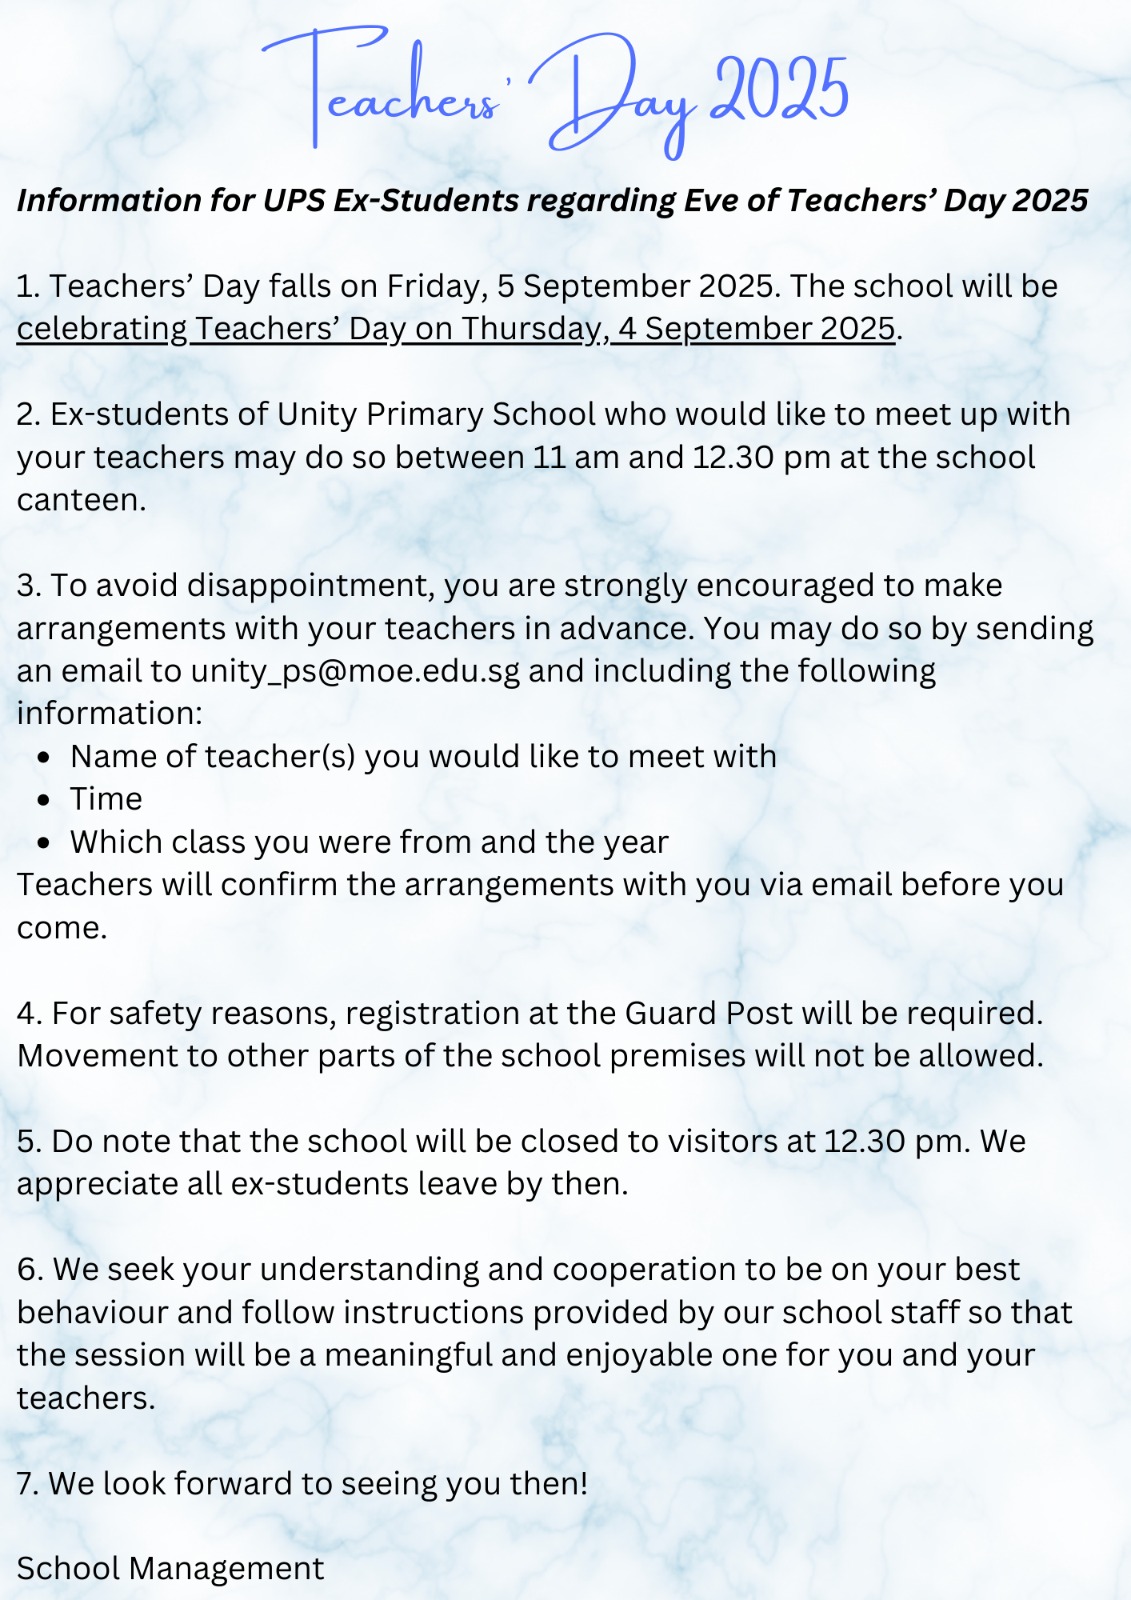 Teachers' Day 2025
Information for UPS Ex-Students regarding Eve of Teachers’ Day 2025
1. Teachers’ Day falls on Friday, 5 September 2025. The school will be
celebrating Teachers’ Day on Thursday, 4 September 2025.
2. Ex-students of Unity Primary School who would like to meet up with
your teachers may do so between 11 am and 12.30 pm at the school
canteen.
3. To avoid disappointment, you are strongly encouraged to make
arrangements with your teachers in advance. You may do so by sending
an email to unity_ps@moe.edu.sg and including the following
information:
• Name of teacher(s) you would like to meet with
• Time
• Which class you were from and the year
Teachers will confirm the arrangements with you via email before you
come.
4. For safety reasons, registration at the Guard Post will be required.
Movement to other parts of the school premises will not be allowed.
5. Do note that the school will be closed to visitors at 12.30 pm. We
appreciate all ex-students leave by then.
6. We seek your understanding and cooperation to be on your best
behaviour and follow instructions provided by our school staff so that
the session will be a meaningful and enjoyable one for you and your
teachers.
7. We look forward to seeing you then!
School Management